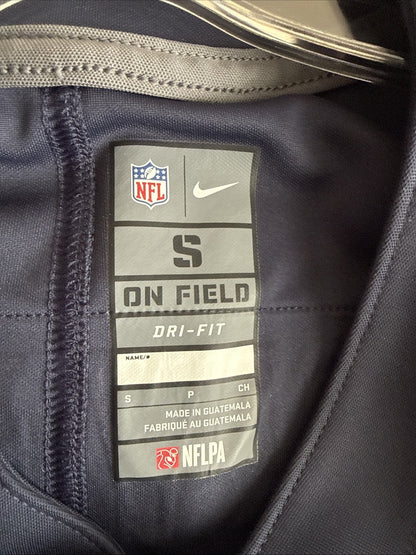 NFL
S
ON FIELD
DRI-FIT
NAME/#
S P CH
MADE IN GUATEMALA
FABRIQUÉ AU GUATEMALA
NFLPA